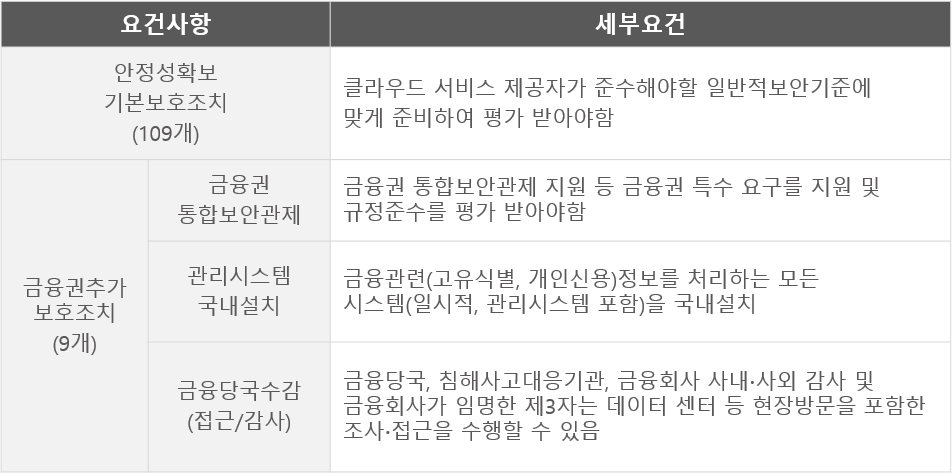 요건사항
세부요건
안정성확보
기본보호조치
(109개)
클라우드 서비스 제공자가 준수해야할 일반적보안기준에
맞게 준비하여 평가 받아야함
금융권추가
보호조치
(9개)
금융권
통합보안관제
금융권 통합보안관제 지원 등 금융권 특수 요구를 지원 및
규정준수를 평가 받아야함
관리시스템
국내설치
금융관련(고유식별, 개인신용)정보를 처리하는 모든
시스템(일시적, 관리시스템 포함)을 국내설치
금융당국수감
(접근/감사)
금융당국, 침해사고대응기관, 금융회사 사내·사외 감사 및
금융회사가 임명한 제3자는 데이터 센터 등 현장방문을 포함한
조사·접근을 수행할 수 있음